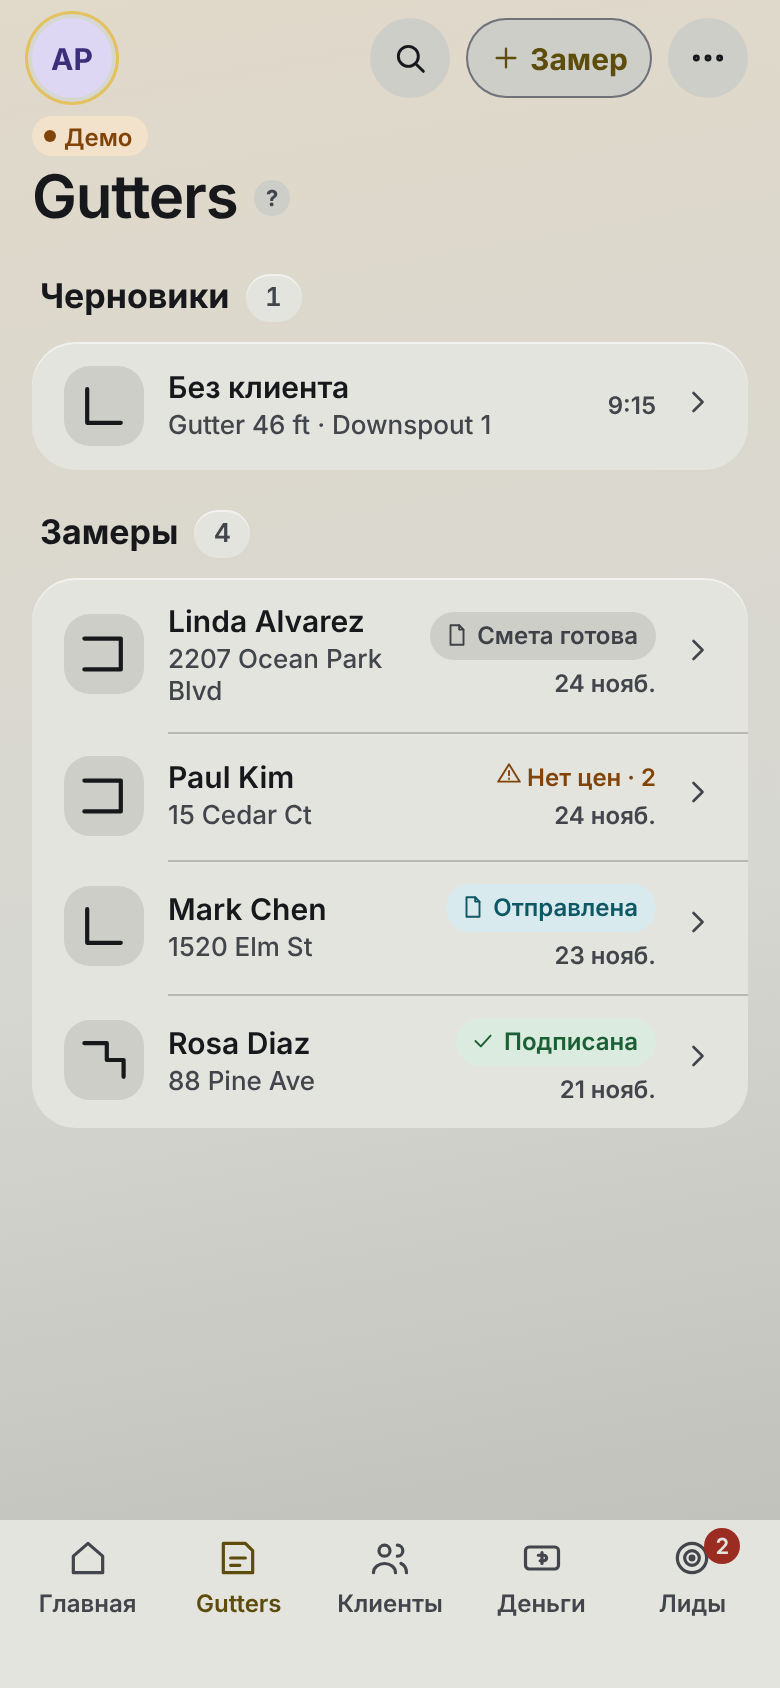 AP
+ Замер
Демо
Gutters ?
Черновики 1
Без клиента
Gutter 46 ft · Downspout 1
9:15
Замеры 4
Linda Alvarez
2207 Ocean Park
Blvd
Смета готова
24 нояб.
Paul Kim
15 Cedar Ct
Нет цен · 2
24 нояб.
Mark Chen
1520 Elm St
Отправлена
23 нояб.
Rosa Diaz
88 Pine Ave
Подписана
21 нояб.
2
Главная
Gutters
Клиенты
Деньги
Лиды